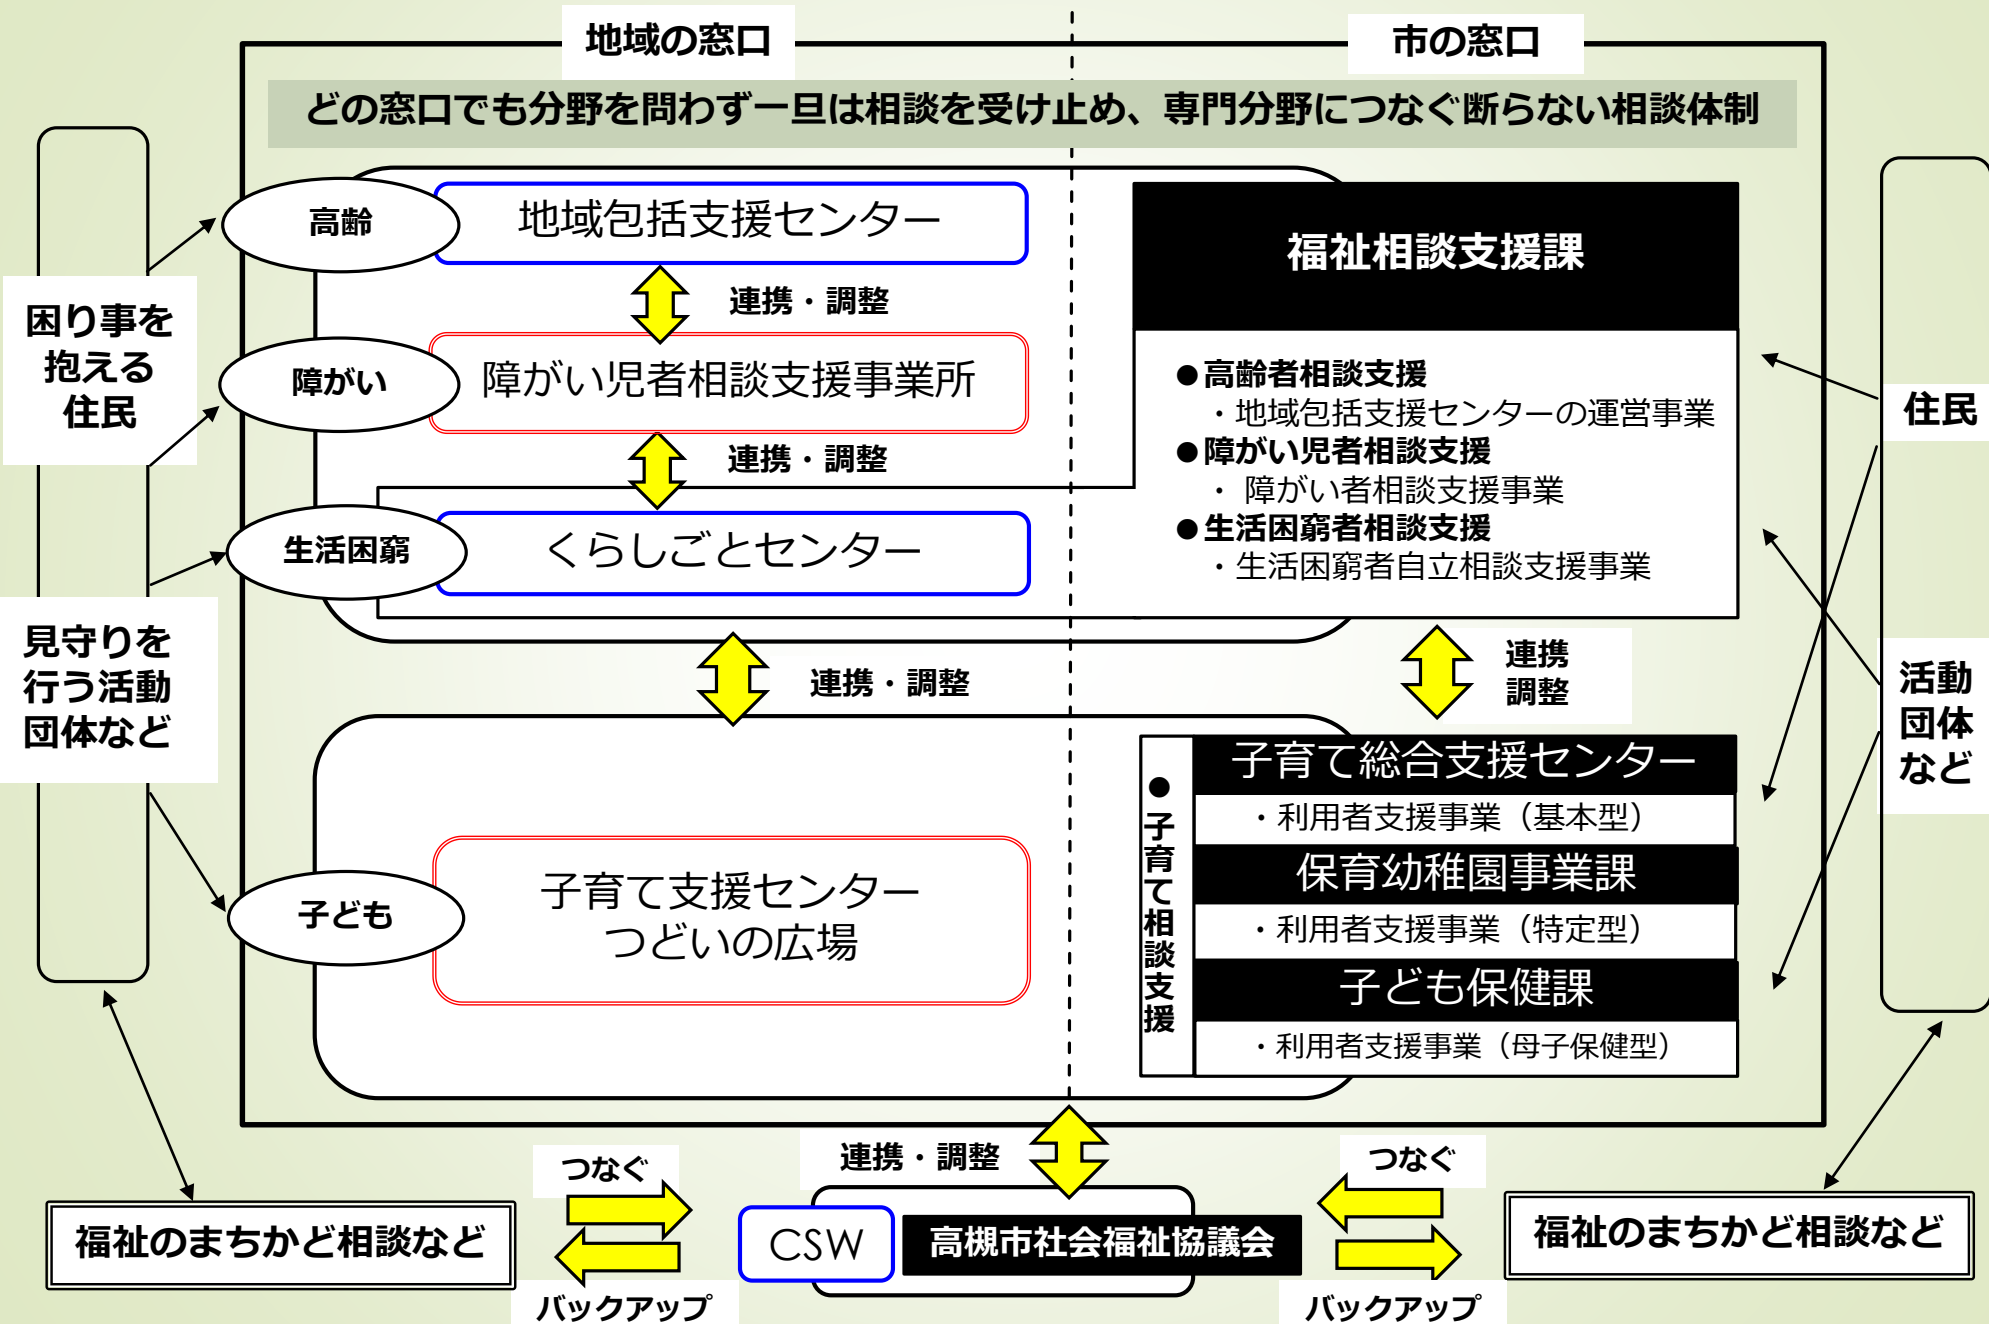 地域の窓口
市の窓口
どの窓口でも分野を問わず一旦は相談を受け止め、専門分野につなぐ断らない相談体制
困り事を
抱える
住民
見守りを
行う活動
団体など
高齢
地域包括支援センター
連携・調整
障がい
障がい児者相談支援事業所
連携・調整
生活困窮
くらしごとセンター
連携・調整
子ども
子育て支援センター
つどいの広場
福祉相談支援課
●高齢者相談支援
・地域包括支援センターの運営事業
●障がい児者相談支援
・ 障がい者相談支援事業
●生活困窮者相談支援
・生活困窮者自立相談支援事業
連携
調整
●子育て相談支援
子育て総合支援センター
・利用者支援事業（基本型）
保育幼稚園事業課
・利用者支援事業（特定型）
子ども保健課
・利用者支援事業（母子保健型）
住民
活動
団体
など
連携・調整
福祉のまちかど相談など
つなぐ
バックアップ
CSW
高槻市社会福祉協議会
つなぐ
バックアップ
福祉のまちかど相談など